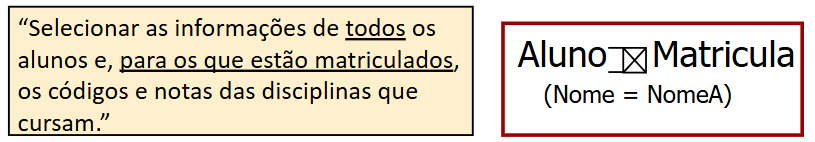 “Selecionar as informações de todos os
alunos e, para os que estão matriculados,
os códigos e notas das disciplinas que
cursam.”
Aluno ⟕ Matricula
(Nome = NomeA)